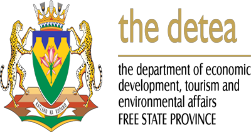 the detea
the department of economic
development, tourism and
environmental affairs
FREE STATE PROVINCE